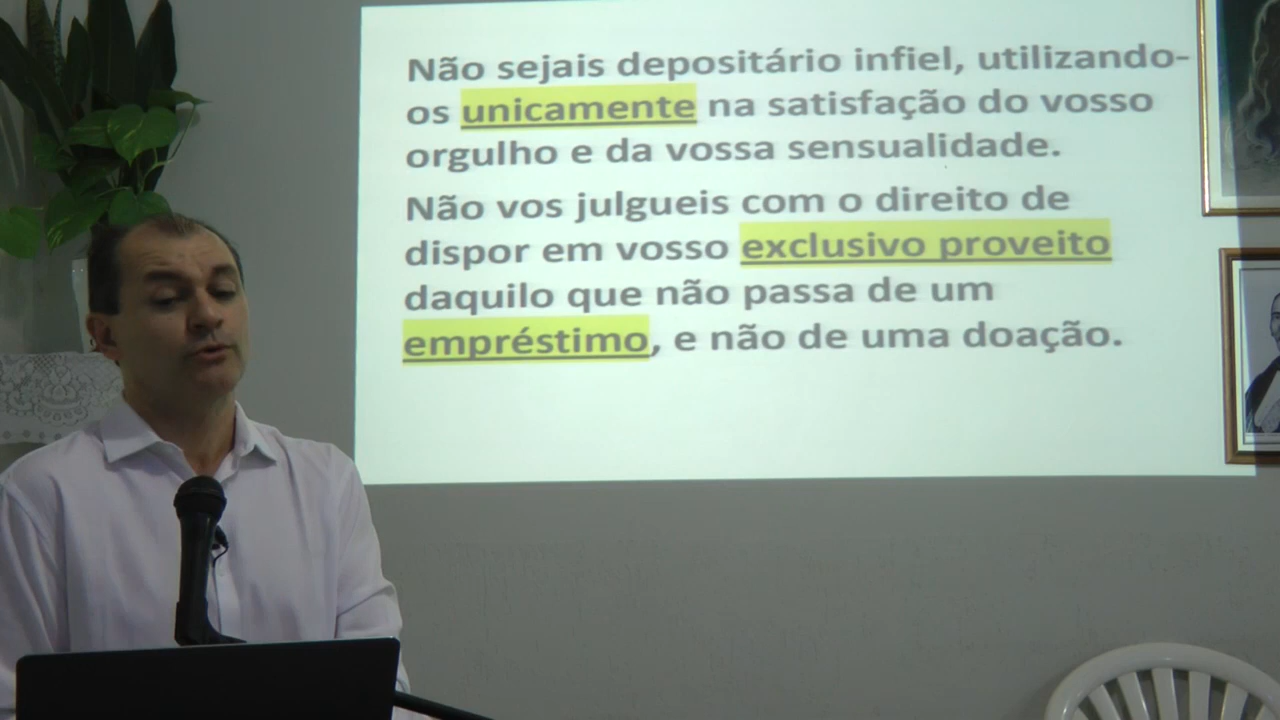 Não sejais depositário infiel, utilizando-
os unicamente na satisfação do vosso
orgulho e da vossa sensualidade.
Não vos julgueis com o direito de
dispor em vosso exclusivo proveito
daquilo que não passa de um
empréstimo, e não de uma doação.